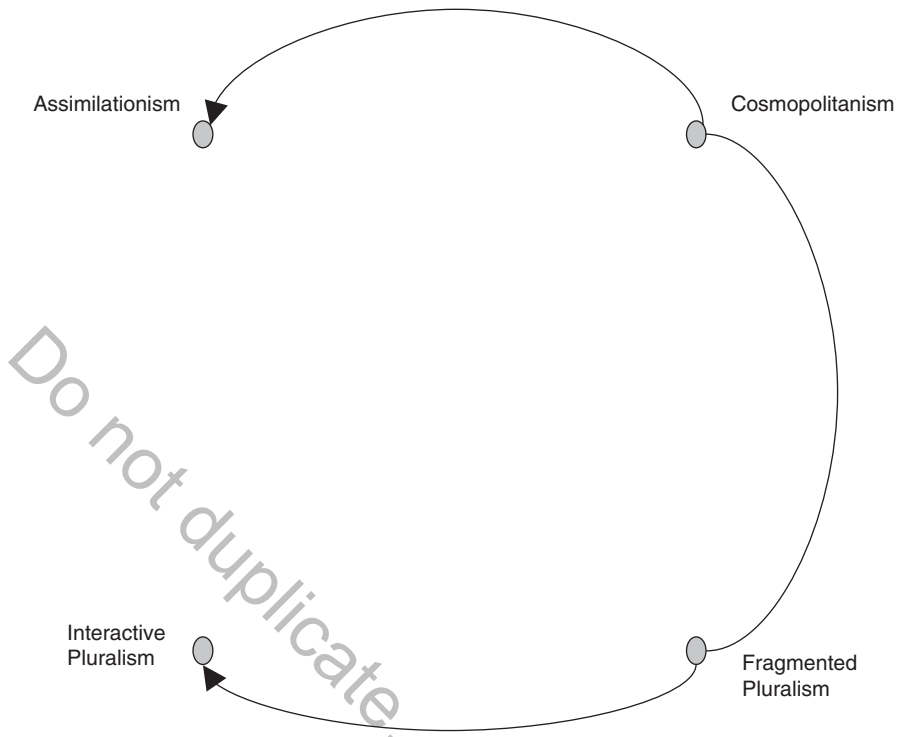 Assimilationism
Cosmopolitanism
Do not duplicate
Interactive
Pluralism
Fragmented
Pluralism